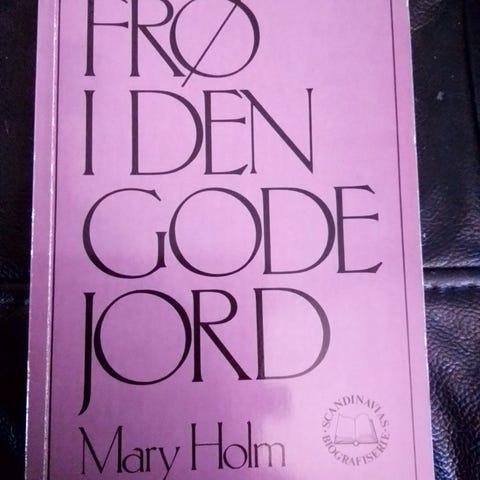 FRØ
I DEN
GODE
JORD
Mary Holm
SCANDINAVIAS
BIOGRAFISERIE